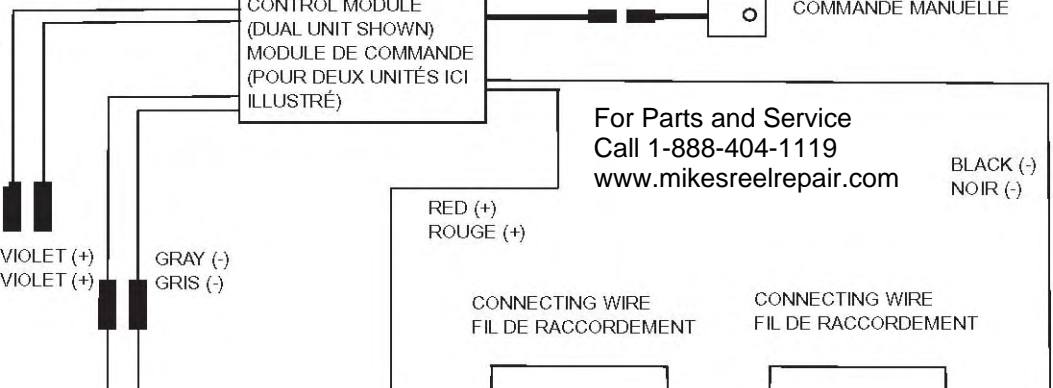 CONTROL MODULE
(DUAL UNIT SHOWN)
MODULE DE COMMANDE
(POUR DEUX UNITÉS ICI
ILLUSTRÉ)
COMMANDE MANUELLE
For Parts and Service
Call 1-888-404-1119
www.mikesreelrepair.com
BLACK (-)
NOIR (-)
RED (+)
ROUGE (+)
VIOLET (+)
VIOLET (+)
GRAY (-)
GRIS (-)
CONNECTING WIRE
FIL DE RACCORDEMENT
CONNECTING WIRE
FIL DE RACCORDEMENT